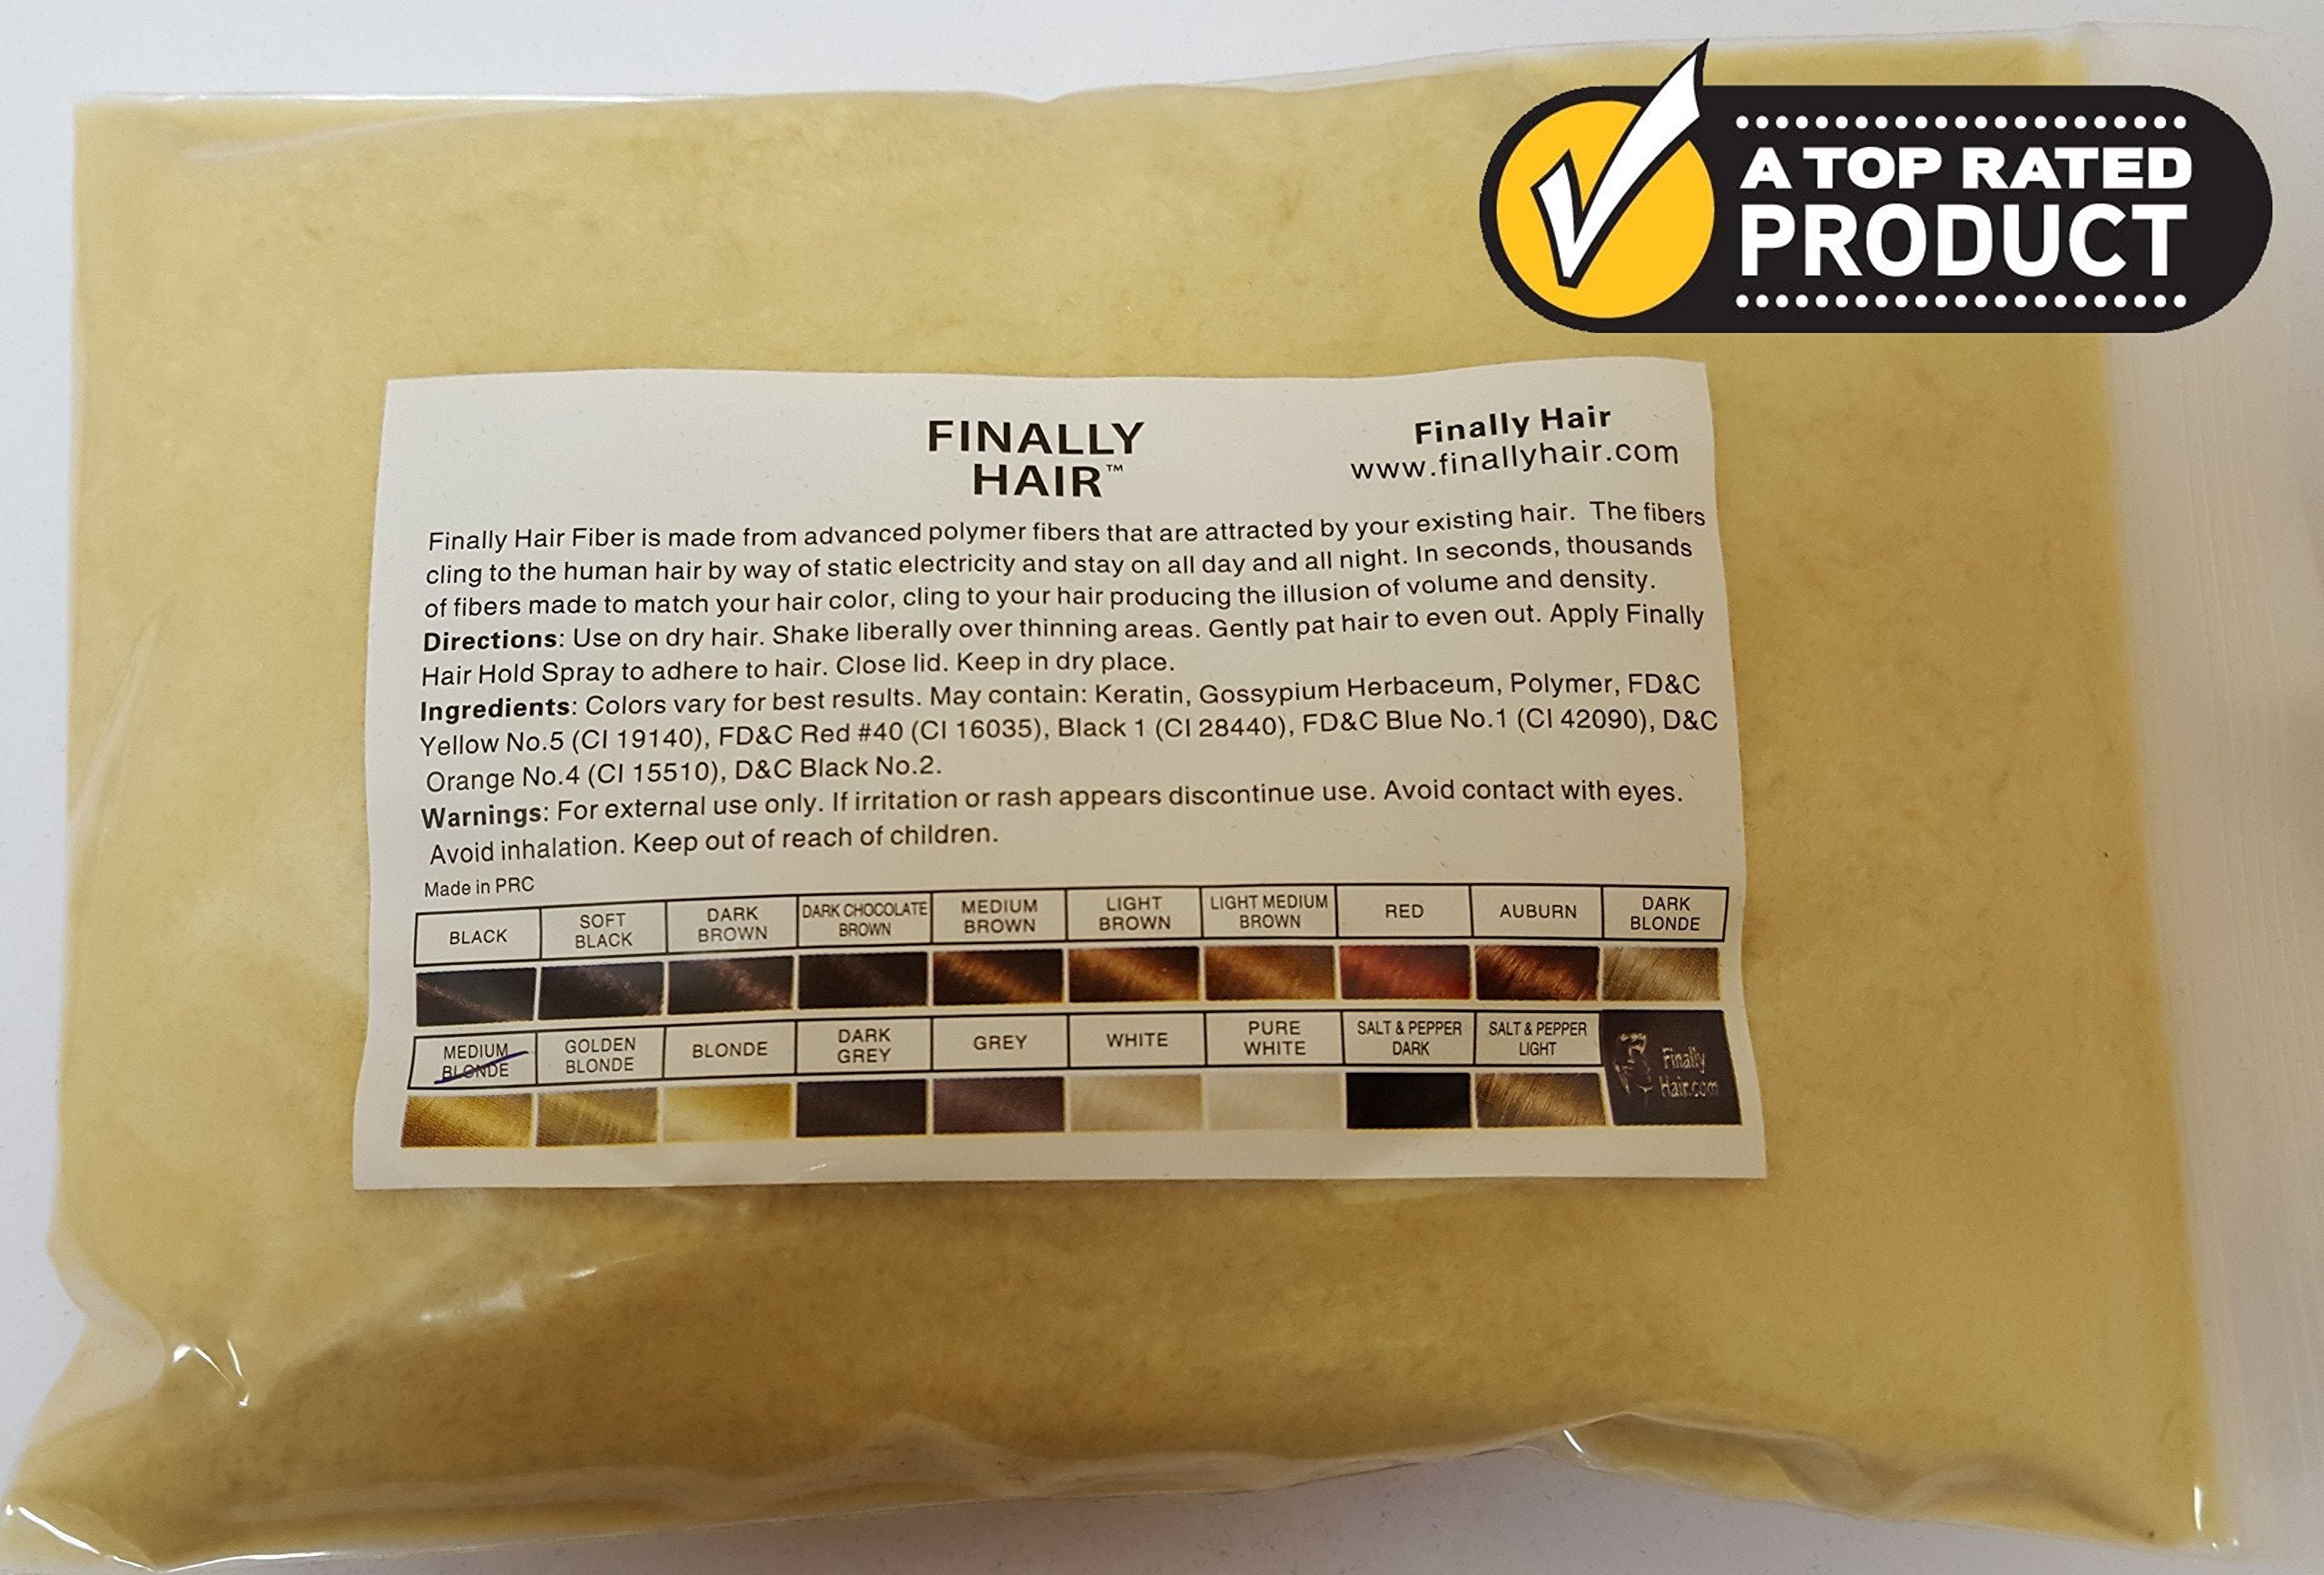 A TOP RATED
PRODUCT
FINALLY
HAIR™
Finally Hair
www.finallyhair.com
Finally Hair Fiber is made from advanced polymer fibers that are attracted by your existing hair. The fibers
cling to the human hair by way of static electricity and stay on all day and all night. In seconds, thousands
of fibers made to match your hair color, cling to your hair producing the illusion of volume and density.
Directions: Use on dry hair. Shake liberally over thinning areas. Gently pat hair to even out. Apply Finally
Hair Hold Spray to adhere to hair. Close lid. Keep in dry place.
Ingredients: Colors vary for best results. May contain: Keratin, Gossypium Herbaceum, Polymer, FD&C
Yellow No.5 (CI 19140), FD&C Red #40 (CI 16035), Black 1 (CI 28440), FD&C Blue No.1 (CI 42090), D&C
Orange No.4 (CI 15510), D&C Black No.2.
Warnings: For external use only. If irritation or rash appears discontinue use. Avoid contact with eyes.
Avoid inhalation. Keep out of reach of children.
Made in PRC
BLACK
SOFT
BLACK
DARK
BROWN
DARK CHOCOLATE
BROWN
MEDIUM
BROWN
LIGHT
BROWN
LIGHT MEDIUM
BROWN
RED
AUBURN
DARK
BLONDE
MEDIUM
BLONDE
GOLDEN
BLONDE
BLONDE
DARK
GREY
GREY
WHITE
PURE
WHITE
SALT & PEPPER
DARK
SALT & PEPPER
LIGHT
Finally
Hair.com